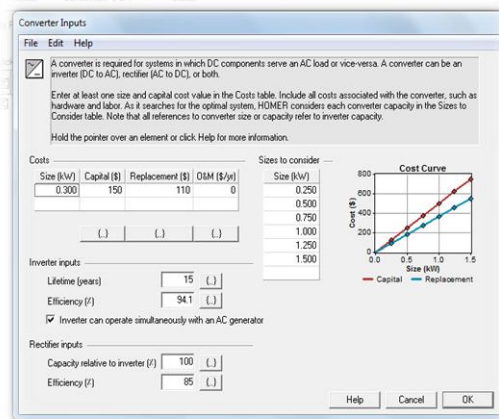 Converter Inputs
File Edit Help
A converter is required for systems in which DC components serve an AC load or vice-versa. A converter can be an
inverter (DC to AC), rectifier (AC to DC), or both.
Enter at least one size and capital cost value in the Costs table. Include all costs associated with the converter, such as
hardware and labor. As it searches for the optimal system, HOMER considers each converter capacity in the Sizes to
Consider table. Note that all references to converter size or capacity refer to inverter capacity.
Hold the pointer over an element or click Help for more information.
Costs
Size (kW) Capital ($) Replacement ($) O&M ($/yr)
0.300 150 110 0
{..} {..} {..}
Sizes to consider
Size (kW)
0.250
0.500
0.750
1.000
1.250
1.500
Cost Curve
Cost ($)
800
600
400
200
0
0.0 0.5 1.0 1.5
Size (kW)
Capital Replacement
Inverter inputs
Lifetime (years) 15 {..}
Efficiency (%) 94.1 {..}
Inverter can operate simultaneously with an AC generator
Rectifier inputs
Capacity relative to inverter (%) 100 {..}
Efficiency (%) 85 {..}
Help Cancel OK